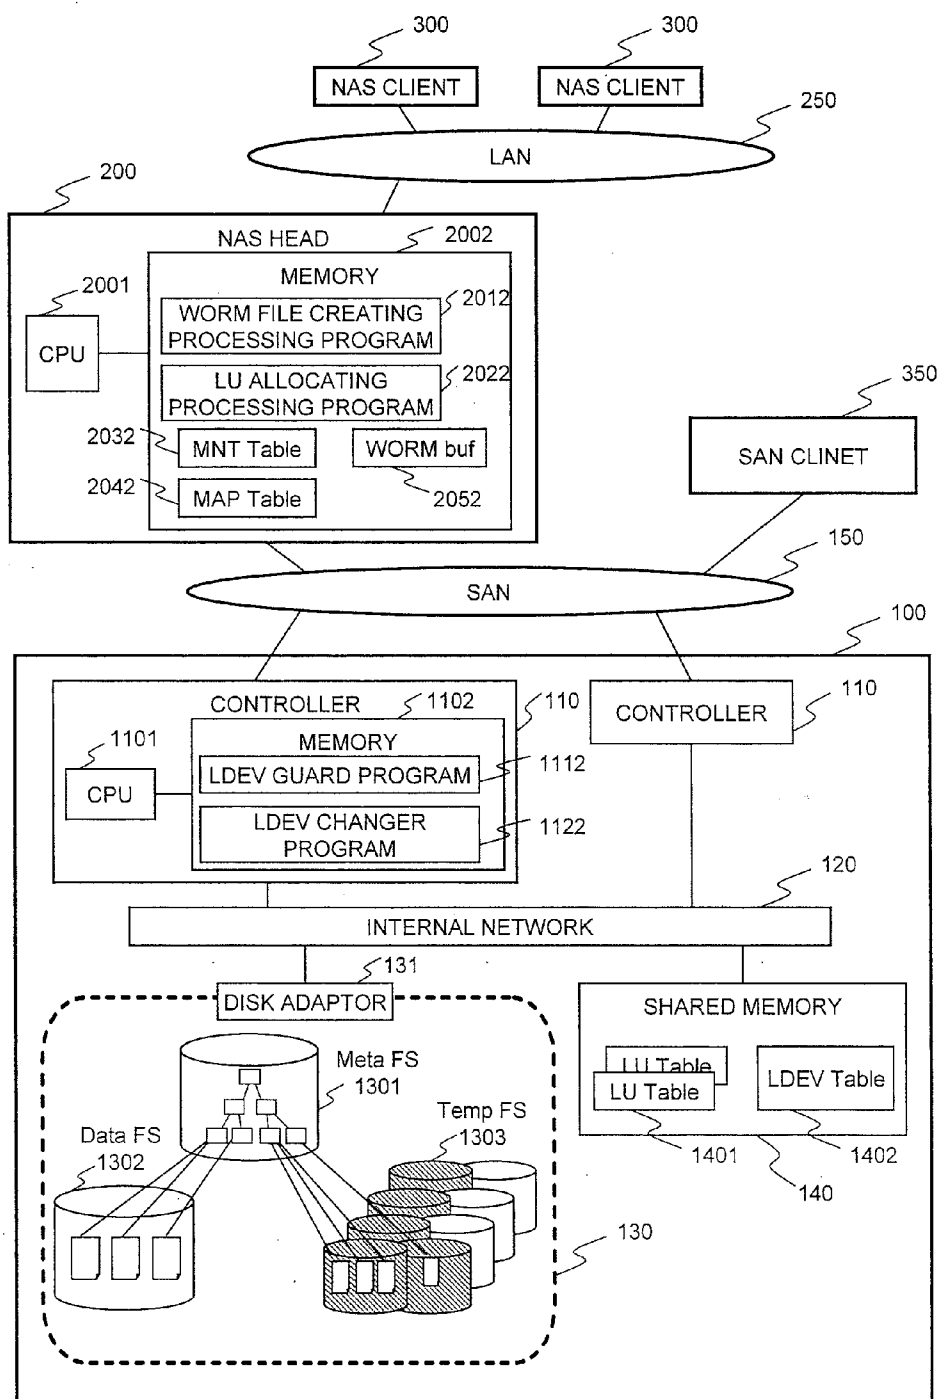 300
300
NAS CLIENT
NAS CLIENT
250
LAN
200
NAS HEAD
2002
MEMORY
2001
CPU
WORM FILE CREATING
PROCESSING PROGRAM
2012
LU ALLOCATING
PROCESSING PROGRAM
2022
2032
MNT Table
WORM buf
2042
MAP Table
2052
350
SAN CLINET
150
SAN
100
CONTROLLER
1102
110
CONTROLLER
110
MEMORY
1101
CPU
LDEV GUARD PROGRAM
1112
LDEV CHANGER
PROGRAM
1122
120
INTERNAL NETWORK
131
DISK ADAPTOR
SHARED MEMORY
LU Table
LU Table
LDEV Table
1401
1402
140
Meta FS
1301
Temp FS
1303
Data FS
1302
130